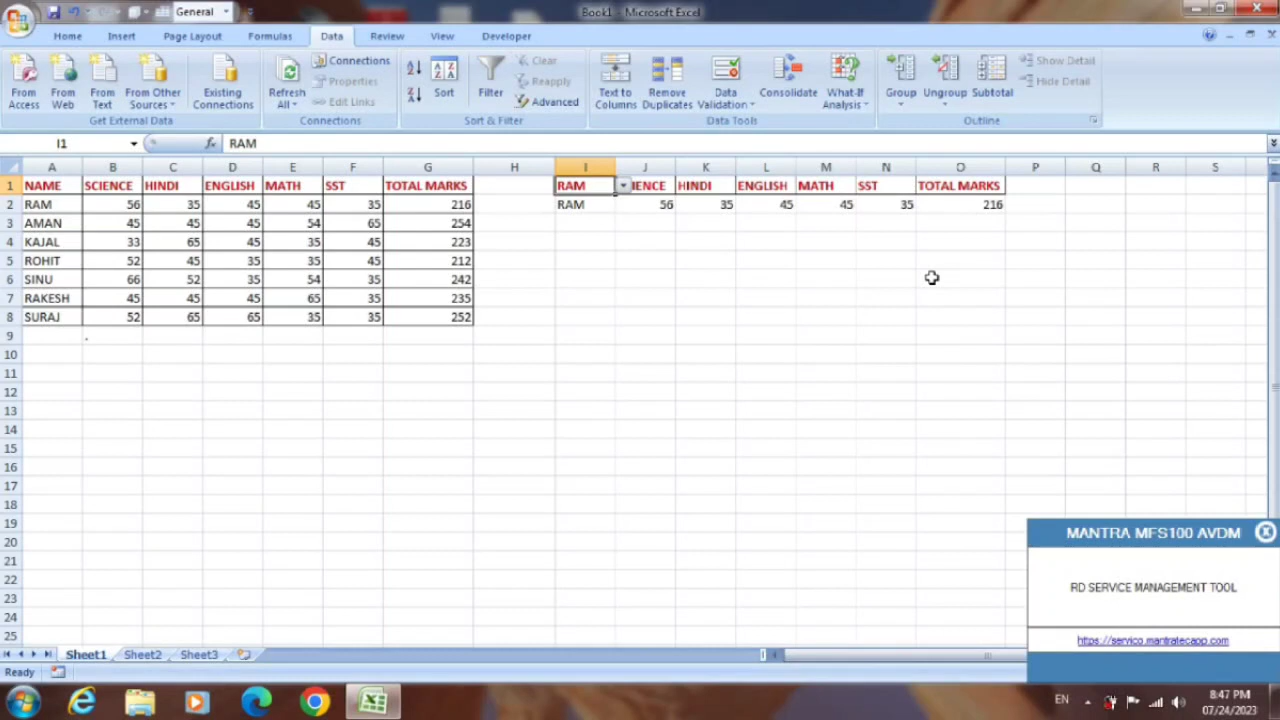 General
Book1 - Microsoft Excel
Home Insert Page Layout Formulas Data Review View Developer
From Access
From Web
From Text
From Other Sources
Existing Connections
Get External Data
Refresh All
Connections
Properties
Edit Links
Connections
Sort
Filter
Clear
Reapply
Advanced
Sort & Filter
Text to Columns
Remove Duplicates
Data Validation
Consolidate
What-If Analysis
Data Tools
Group
Ungroup
Subtotal
Show Detail
Hide Detail
Outline
I1 fx RAM
A B C D E F G H I J K L M N O P Q R S
1 NAME SCIENCE HINDI ENGLISH MATH SST TOTAL MARKS RAM IENCE HINDI ENGLISH MATH SST TOTAL MARKS
2 RAM 56 35 45 45 35 216 RAM 56 35 45 45 35 216
3 AMAN 45 45 45 54 65 254
4 KAJAL 33 65 45 35 45 223
5 ROHIT 52 45 35 35 45 212
6 SINU 66 52 35 54 35 242
7 RAKESH 45 45 45 65 35 235
8 SURAJ 52 65 65 35 35 252
9 .
10
11
12
13
14
15
16
17
18
19
20
21
22
23
24
25
MANTRA MFS100 AVDM
RD SERVICE MANAGEMENT TOOL
https://servico.mantratecapp.com
Sheet1 Sheet2 Sheet3
Ready
EN
8:47 PM
07/24/2023